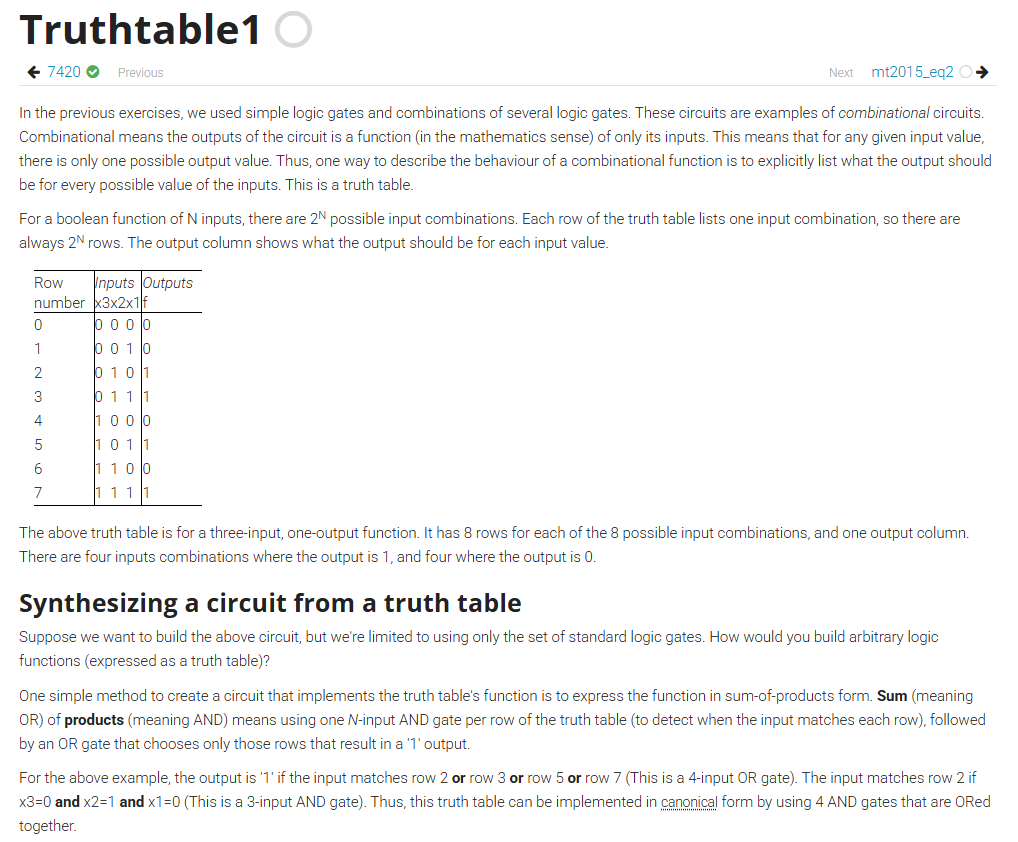 Truthtable1
7420 Previous Next mt2015_eq2
In the previous exercises, we used simple logic gates and combinations of several logic gates. These circuits are examples of combinational circuits.
Combinational means the outputs of the circuit is a function (in the mathematics sense) of only its inputs. This means that for any given input value,
there is only one possible output value. Thus, one way to describe the behaviour of a combinational function is to explicitly list what the output should
be for every possible value of the inputs. This is a truth table.
For a boolean function of N inputs, there are 2ᴺ possible input combinations. Each row of the truth table lists one input combination, so there are
always 2ᴺ rows. The output column shows what the output should be for each input value.
Row Inputs Outputs
number x3x2x1 f
0 0 0 0 0
1 0 0 1 0
2 0 1 0 1
3 0 1 1 1
4 1 0 0 0
5 1 0 1 1
6 1 1 0 0
7 1 1 1 1
The above truth table is for a three-input, one-output function. It has 8 rows for each of the 8 possible input combinations, and one output column.
There are four inputs combinations where the output is 1, and four where the output is 0.
Synthesizing a circuit from a truth table
Suppose we want to build the above circuit, but we're limited to using only the set of standard logic gates. How would you build arbitrary logic
functions (expressed as a truth table)?
One simple method to create a circuit that implements the truth table's function is to express the function in sum-of-products form. Sum (meaning
OR) of products (meaning AND) means using one N-input AND gate per row of the truth table (to detect when the input matches each row), followed
by an OR gate that chooses only those rows that result in a '1' output.
For the above example, the output is '1' if the input matches row 2 or row 3 or row 5 or row 7 (This is a 4-input OR gate). The input matches row 2 if
x3=0 and x2=1 and x1=0 (This is a 3-input AND gate). Thus, this truth table can be implemented in canonical form by using 4 AND gates that are ORed
together.